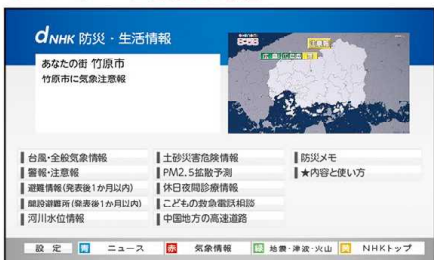 dNHK 防災・生活情報
あなたの街 竹原市
竹原市に気象注意報
台風・全般気象情報
警報・注意報
避難情報(発表後1か月以内)
開設避難所(発表後1か月以内)
河川水位情報
土砂災害危険情報
PM2.5拡散予測
休日夜間診療情報
こどもの救急電話相談
中国地方の高速道路
防災メモ
★内容と使い方
設 定 青 ニュース 赤 気象情報 緑 地震・津波・火山 黄 NHKトップ